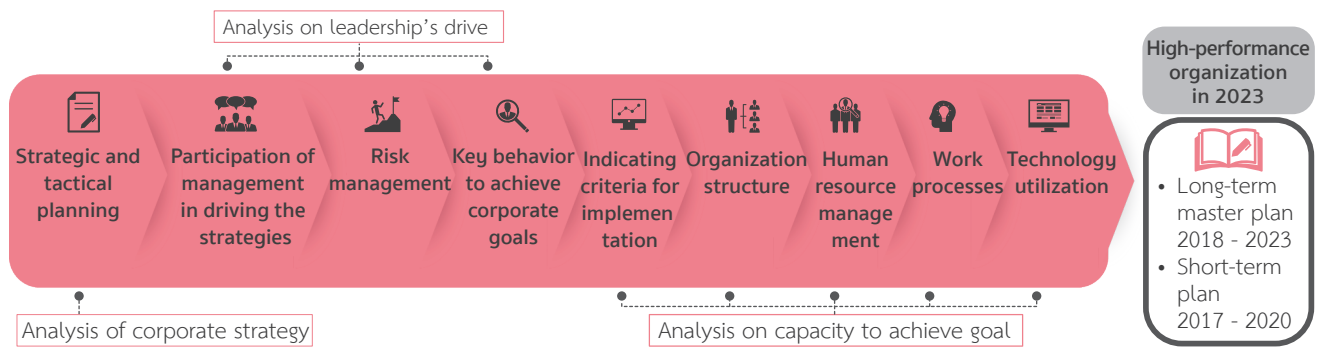 Analysis on leadership's drive
Strategic and
tactical
planning
Participation of
management
in driving the
strategies
Risk
management
Key behavior
to achieve
corporate
goals
Indicating
criteria for
implemen
tation
Organization
structure
Human
resource
manage
ment
Work
processes
Technology
utilization
High-performance
organization
in 2023
• Long-term
master plan
2018 - 2023
• Short-term
plan
2017 - 2020
Analysis of corporate strategy
Analysis on capacity to achieve goal